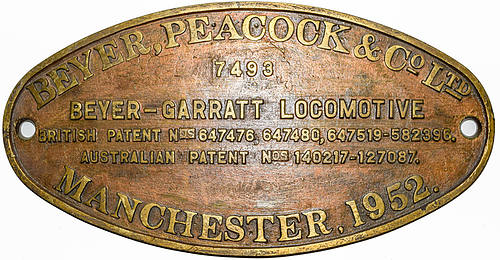 BEYER, PEACOCK & CO LTD
7493
BEYER-GARRATT LOCOMOTIVE
BRITISH PATENT NOS 647476, 647480, 647519-582396.
AUSTRALIAN PATENT NOS 140217-127087.
MANCHESTER, 1952.